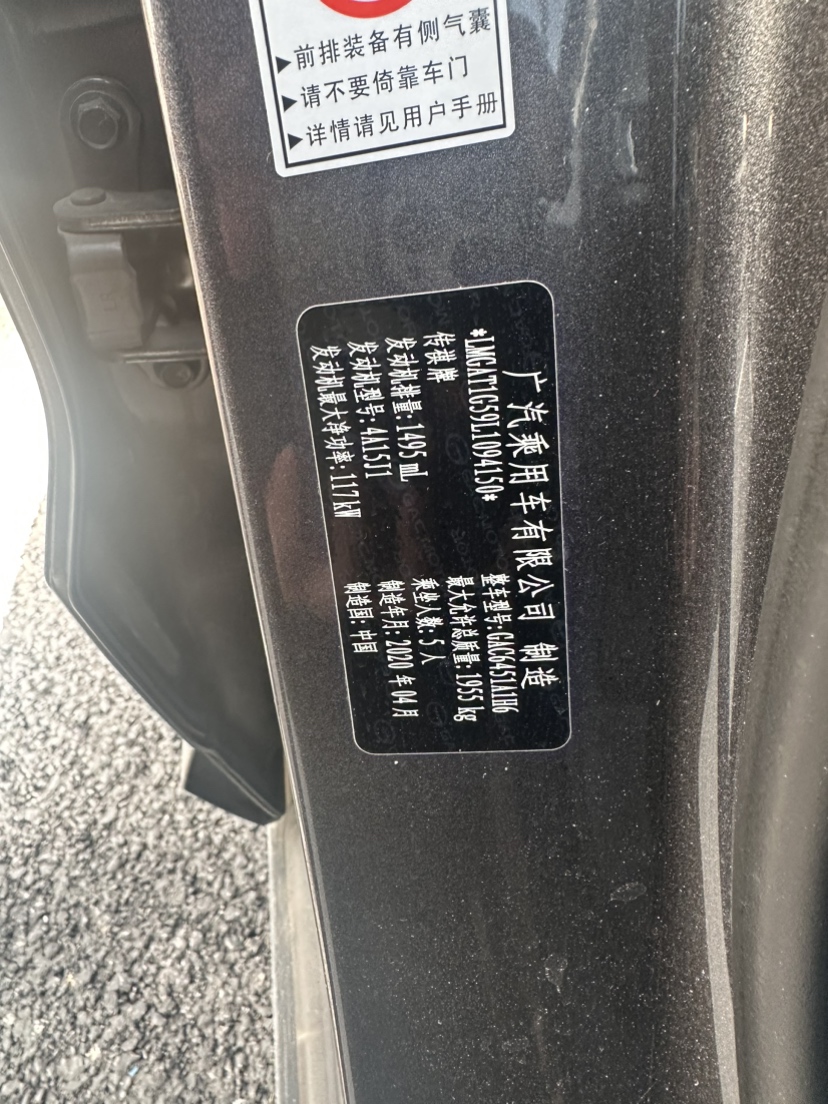 ▶前排装备有侧气囊
▶请不要倚靠车门
▶详情请见用户手册
广汽乘用车有限公司 制造
*LMGAT1G59L1094150* 整车型号:GAC6451A1H6
传祺牌 最大允许总质量:1955 kg
发动机排量:1495 mL 乘坐人数:5人
发动机型号:4A15J1 制造年月:2020 年 04月
发动机最大净功率:117kW 制造国:中国